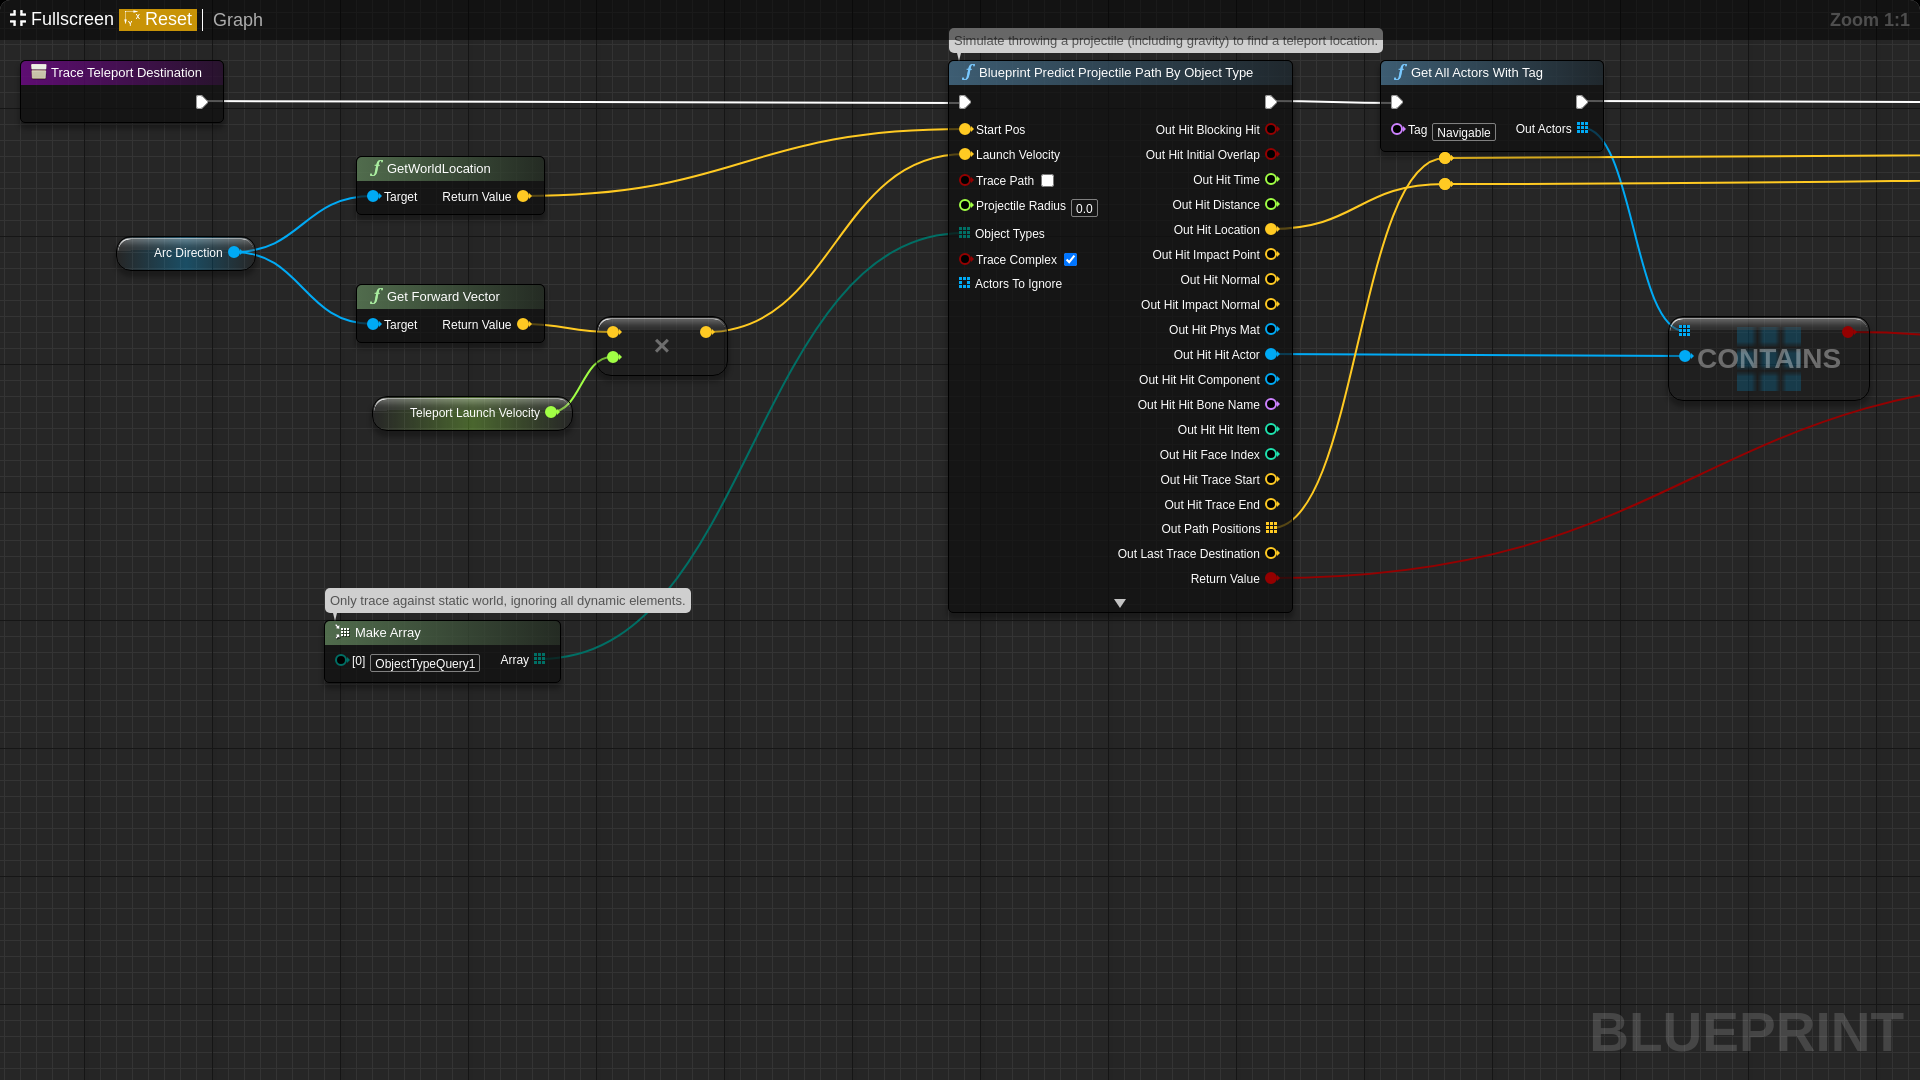 Fullscreen Reset Graph
Zoom 1:1
Simulate throwing a projectile (including gravity) to find a teleport location.
Trace Teleport Destination
Blueprint Predict Projectile Path By Object Type
Start Pos
Launch Velocity
Trace Path
Projectile Radius 0.0
Object Types
Trace Complex
Actors To Ignore
Out Hit Blocking Hit
Out Hit Initial Overlap
Out Hit Time
Out Hit Distance
Out Hit Location
Out Hit Impact Point
Out Hit Normal
Out Hit Impact Normal
Out Hit Phys Mat
Out Hit Hit Actor
Out Hit Hit Component
Out Hit Hit Bone Name
Out Hit Hit Item
Out Hit Face Index
Out Hit Trace Start
Out Hit Trace End
Out Path Positions
Out Last Trace Destination
Return Value
Get All Actors With Tag
Tag Navigable Out Actors
GetWorldLocation
Target Return Value
Arc Direction
Get Forward Vector
Target Return Value
Teleport Launch Velocity
CONTAINS
Only trace against static world, ignoring all dynamic elements.
Make Array
[0] ObjectTypeQuery1 Array
BLUEPRINT